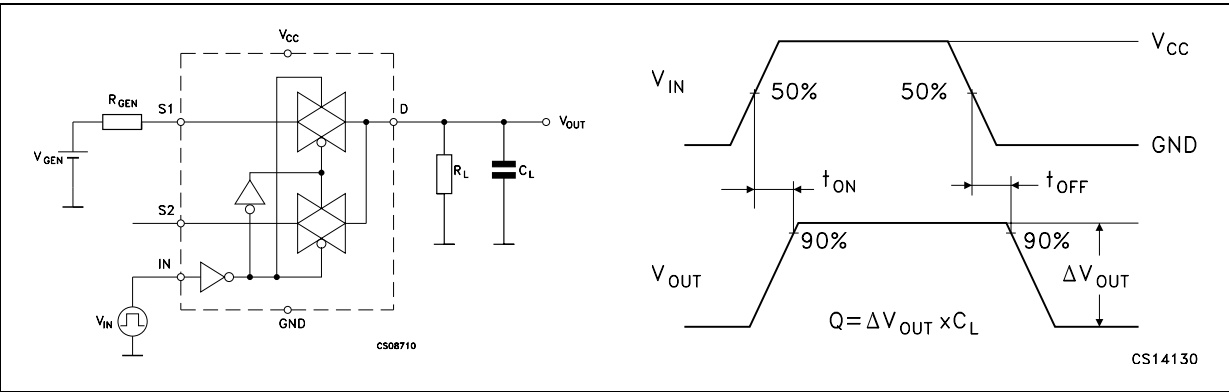 VCC
RGEN
S1
D
VOUT
VGEN
RL
CL
S2
IN
VIN
GND
CS08710
VCC
VIN
50%
50%
GND
tON
tOFF
90%
90%
VOUT
ΔVOUT
Q=ΔVOUT xCL
CS14130